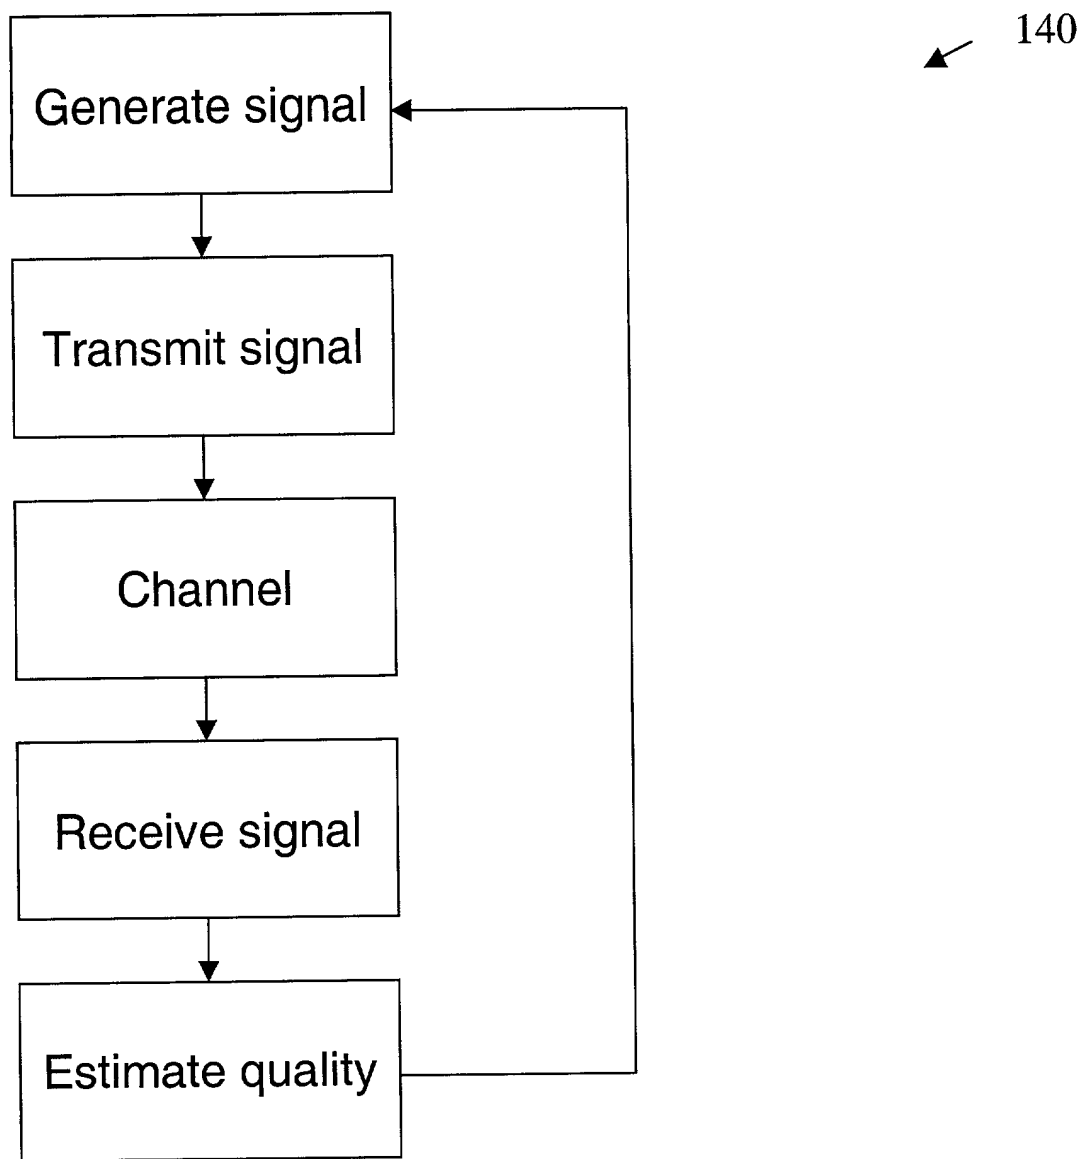 140
Generate signal
Transmit signal
Channel
Receive signal
Estimate quality